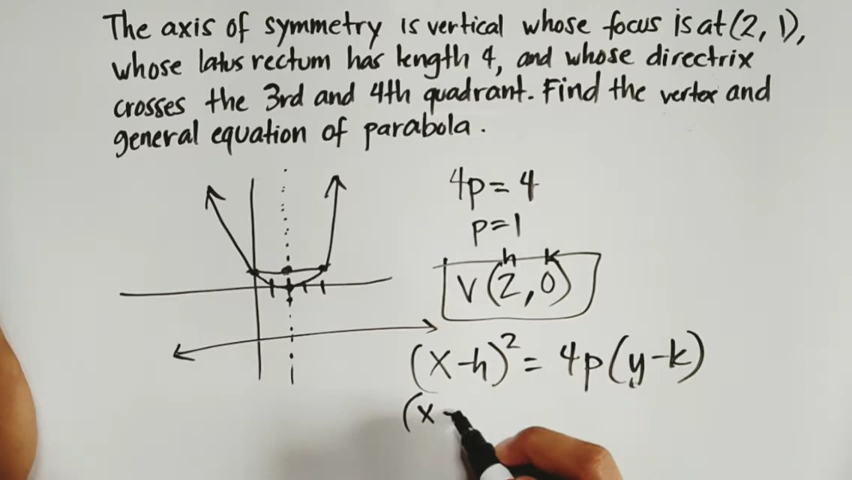 The axis of symmetry is vertical whose focus is at (2, 1),
whose latus rectum has length 4, and whose directrix
crosses the 3rd and 4th quadrant. Find the vertex and
general equation of parabola.
4p = 4
p = 1
h k
V(2, 0)
(x-h)² = 4p(y-k)
(x -